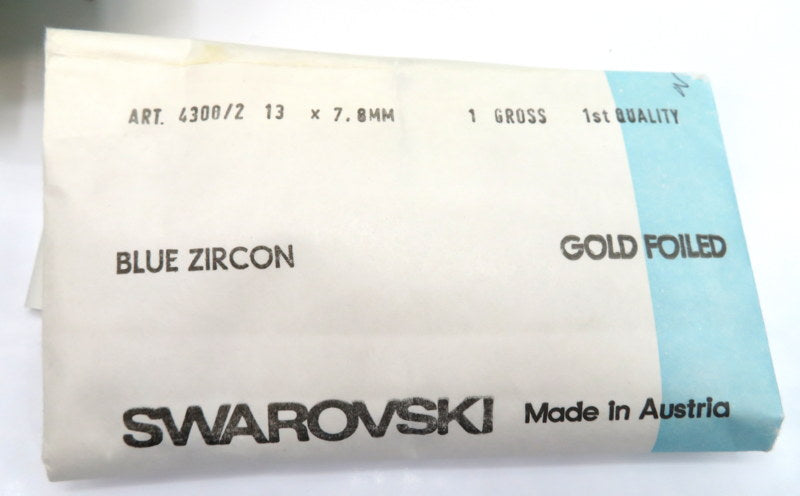 ART. 4300/2 13 x 7.8MM 1 GROSS 1st QUALITY
BLUE ZIRCON GOLD FOILED
SWAROVSKI Made in Austria